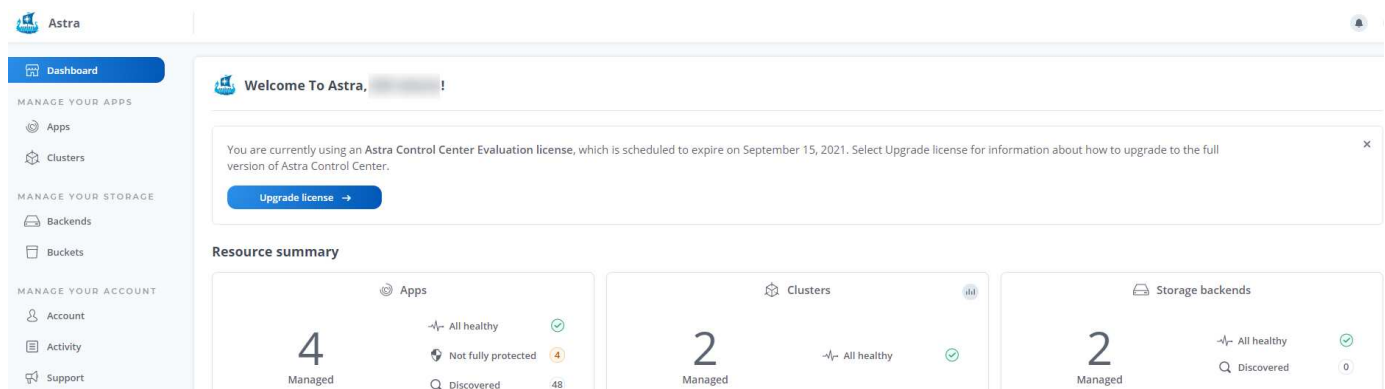 Astra
Dashboard
MANAGE YOUR APPS
Apps
Clusters
MANAGE YOUR STORAGE
Backends
Buckets
MANAGE YOUR ACCOUNT
Account
Activity
Support
Welcome To Astra, !
You are currently using an Astra Control Center Evaluation license, which is scheduled to expire on September 15, 2021. Select Upgrade license for information about how to upgrade to the full
version of Astra Control Center.
Upgrade license →
Resource summary
Apps
4
Managed
All healthy
Not fully protected 4
Discovered 48
Clusters
2
Managed
All healthy
Storage backends
2
Managed
All healthy
Discovered 0